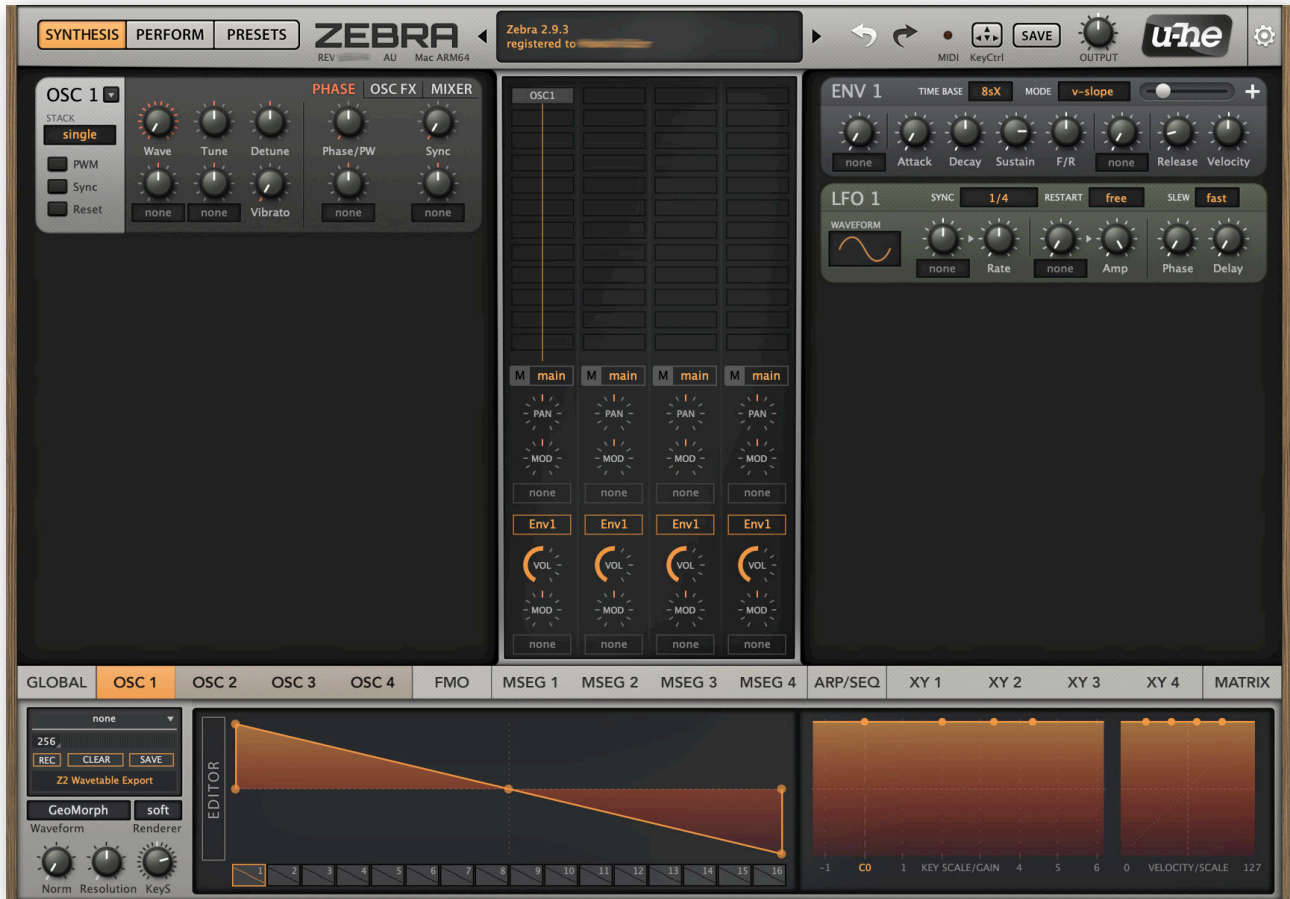 SYNTHESIS PERFORM PRESETS
ZEBRA
REV AU Mac ARM64
Zebra 2.9.3
registered to
MIDI KeyCtrl SAVE OUTPUT
u-he
OSC 1 PHASE OSC FX MIXER
STACK
single
PWM
Sync
Reset
Wave Tune Detune Phase/PW Sync
none none Vibrato none none
OSC1
M main M main M main M main
PAN PAN PAN PAN
MOD MOD MOD MOD
none none none none
Env1 Env1 Env1 Env1
VOL VOL VOL VOL
MOD MOD MOD MOD
none none none none
ENV 1 TIME BASE 8sX MODE v-slope
none Attack Decay Sustain F/R none Release Velocity
LFO 1 SYNC 1/4 RESTART free SLEW fast
WAVEFORM
none Rate none Amp Phase Delay
GLOBAL OSC 1 OSC 2 OSC 3 OSC 4 FMO MSEG 1 MSEG 2 MSEG 3 MSEG 4 ARP/SEQ XY 1 XY 2 XY 3 XY 4 MATRIX
none
256
REC CLEAR SAVE
Z2 Wavetable Export
GeoMorph soft
Waveform Renderer
Norm Resolution KeyS
EDITOR
1 2 3 4 5 6 7 8 9 10 11 12 13 14 15 16
-1 C0 1 KEY SCALE/GAIN 4 5 6
0 VELOCITY/SCALE 127